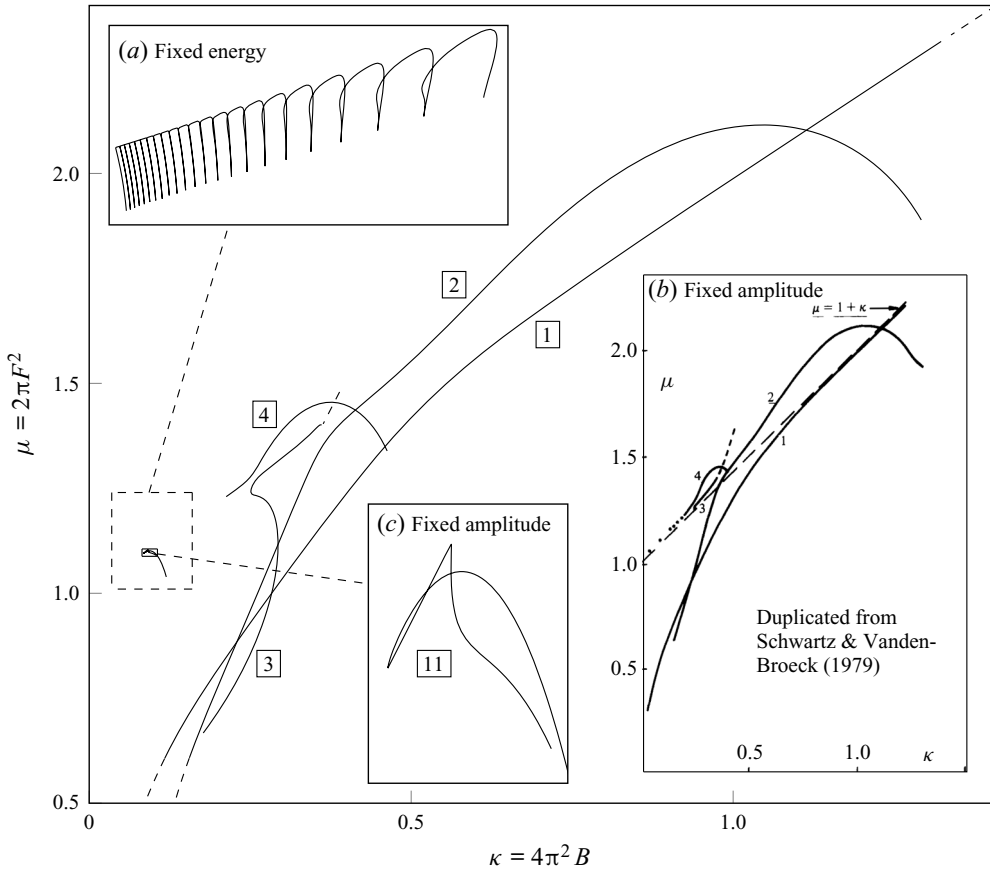 (a) Fixed energy
2.0
2
(b) Fixed amplitude
μ = 1 + κ
1
2.0
μ
2
1
1.5
4
1.5
4
3
μ = 2πF²
(c) Fixed amplitude
1.0
1.0
Duplicated from
Schwartz & Vanden-
Broeck (1979)
3
11
0.5
0.5
1.0
κ
0.5
0
0.5
1.0
κ = 4π² B